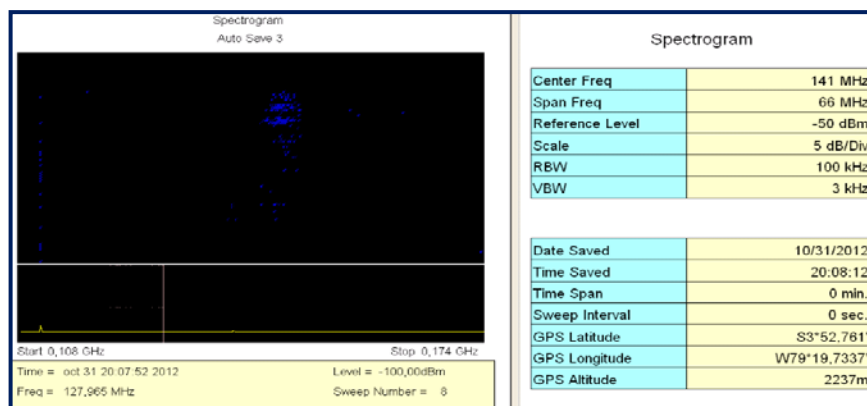 Spectrogram
Auto Save 3
Start 0,108 GHz Stop 0,174 GHz
Time = oct 31 20:07:52 2012 Level = -100,00dBm
Freq = 127,965 MHz Sweep Number = 8
Spectrogram
Center Freq 141 MHz
Span Freq 66 MHz
Reference Level -50 dBm
Scale 5 dB/Div
RBW 100 kHz
VBW 3 kHz
Date Saved 10/31/2012
Time Saved 20:08:12
Time Span 0 min.
Sweep Interval 0 sec.
GPS Latitude S3*52,761'
GPS Longitude W79*19,7337'
GPS Altitude 2237m